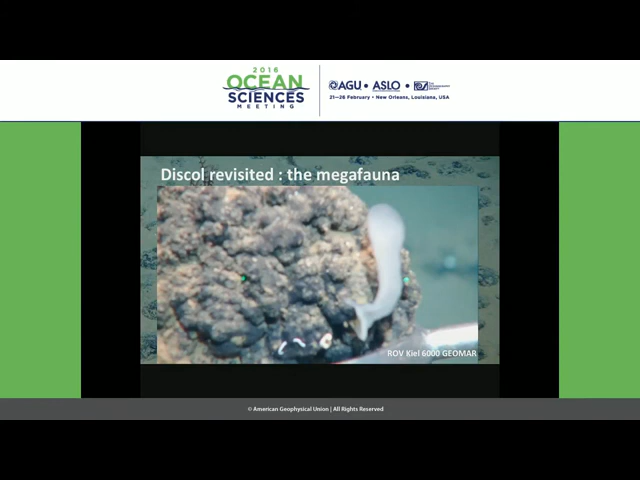 2016
OCEAN
SCIENCES
MEETING
AGU • ASLO •
21–26 February • New Orleans, Louisiana, USA
Discol revisited : the megafauna
ROV Kiel 6000 GEOMAR
© American Geophysical Union | All Rights Reserved